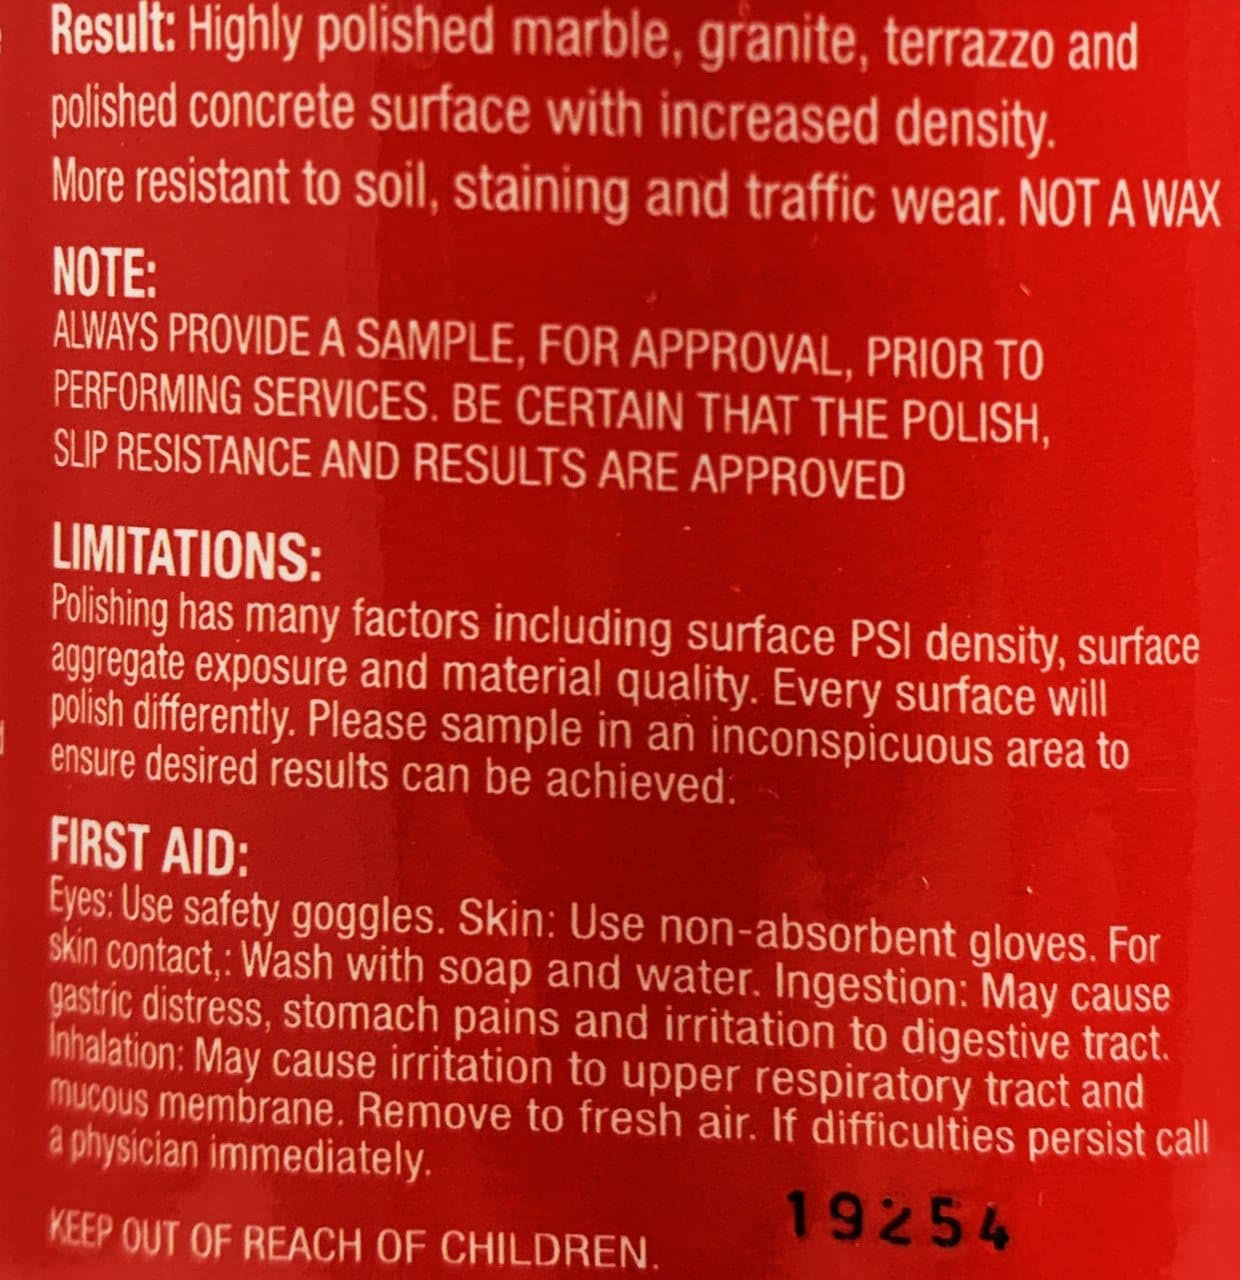 Result: Highly polished marble, granite, terrazzo and
polished concrete surface with increased density.
More resistant to soil, staining and traffic wear. NOT A WAX
NOTE:
ALWAYS PROVIDE A SAMPLE, FOR APPROVAL, PRIOR TO
PERFORMING SERVICES. BE CERTAIN THAT THE POLISH,
SLIP RESISTANCE AND RESULTS ARE APPROVED
LIMITATIONS:
Polishing has many factors including surface PSI density, surface
aggregate exposure and material quality. Every surface will
polish differently. Please sample in an inconspicuous area to
ensure desired results can be achieved.
FIRST AID:
Eyes: Use safety goggles. Skin: Use non-absorbent gloves. For
skin contact,: Wash with soap and water. Ingestion: May cause
gastric distress, stomach pains and irritation to digestive tract.
Inhalation: May cause irritation to upper respiratory tract and
mucous membrane. Remove to fresh air. If difficulties persist call
a physician immediately.
19254
KEEP OUT OF REACH OF CHILDREN.